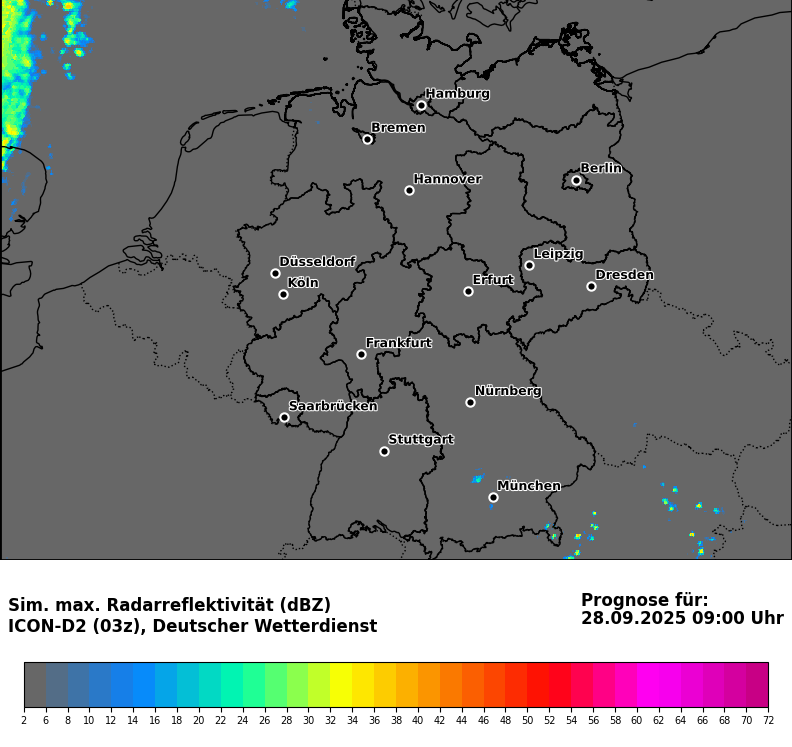 Hamburg
Bremen
Berlin
Hannover
Leipzig
Düsseldorf
Dresden
Erfurt
Köln
Frankfurt
Nürnberg
Saarbrücken
Stuttgart
München
Sim. max. Radarreflektivität (dBZ)
ICON-D2 (03z), Deutscher Wetterdienst
Prognose für:
28.09.2025 09:00 Uhr
2 6 8 10 12 14 16 18 20 22 24 26 28 30 32 34 36 38 40 42 44 46 48 50 52 54 56 58 60 62 64 66 68 70 72